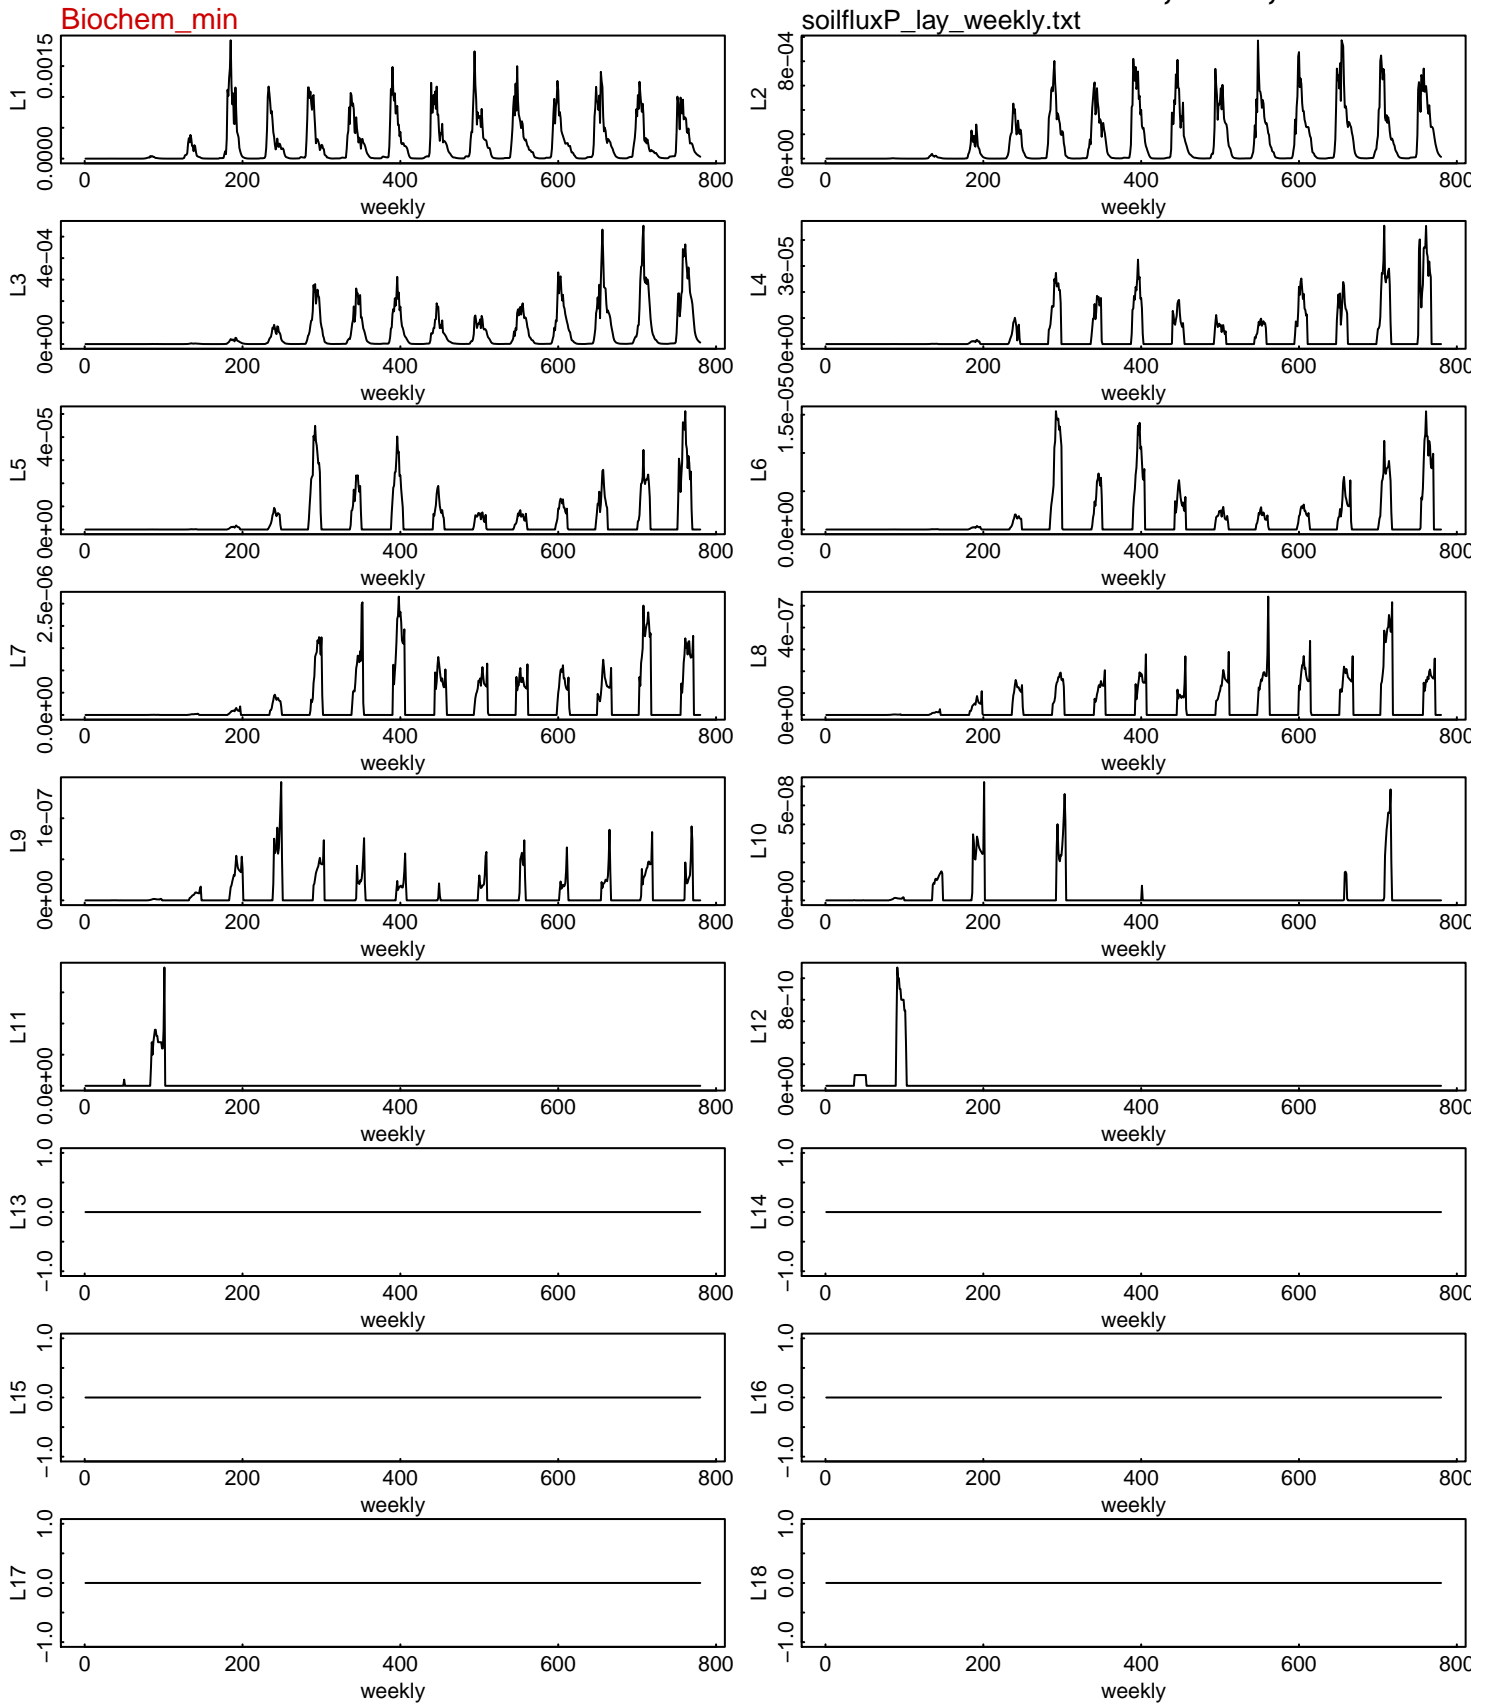 Biochem_min
soilfluxP_lay_weekly.txt
L1
0.0000 0.0015
0 200 400 600 800
weekly
L2
0e+00 8e−04
0 200 400 600 800
weekly
L3
0e+00 4e−04
0 200 400 600 800
weekly
L4
0e+00 3e−05
0 200 400 600 800
weekly
L5
0e+00 4e−05
0 200 400 600 800
weekly
L6
0.0e+00 1.5e−05
0 200 400 600 800
weekly
L7
0.0e+00 2.5e−06
0 200 400 600 800
weekly
L8
0e+00 4e−07
0 200 400 600 800
weekly
L9
0e+00 1e−07
0 200 400 600 800
weekly
L10
0e+00 5e−08
0 200 400 600 800
weekly
L11
0.0e+00
0 200 400 600 800
weekly
L12
0e+00 8e−10
0 200 400 600 800
weekly
L13
−1.0 0.0 1.0
0 200 400 600 800
weekly
L14
−1.0 0.0 1.0
0 200 400 600 800
weekly
L15
−1.0 0.0 1.0
0 200 400 600 800
weekly
L16
−1.0 0.0 1.0
0 200 400 600 800
weekly
L17
−1.0 0.0 1.0
0 200 400 600 800
weekly
L18
−1.0 0.0 1.0
0 200 400 600 800
weekly